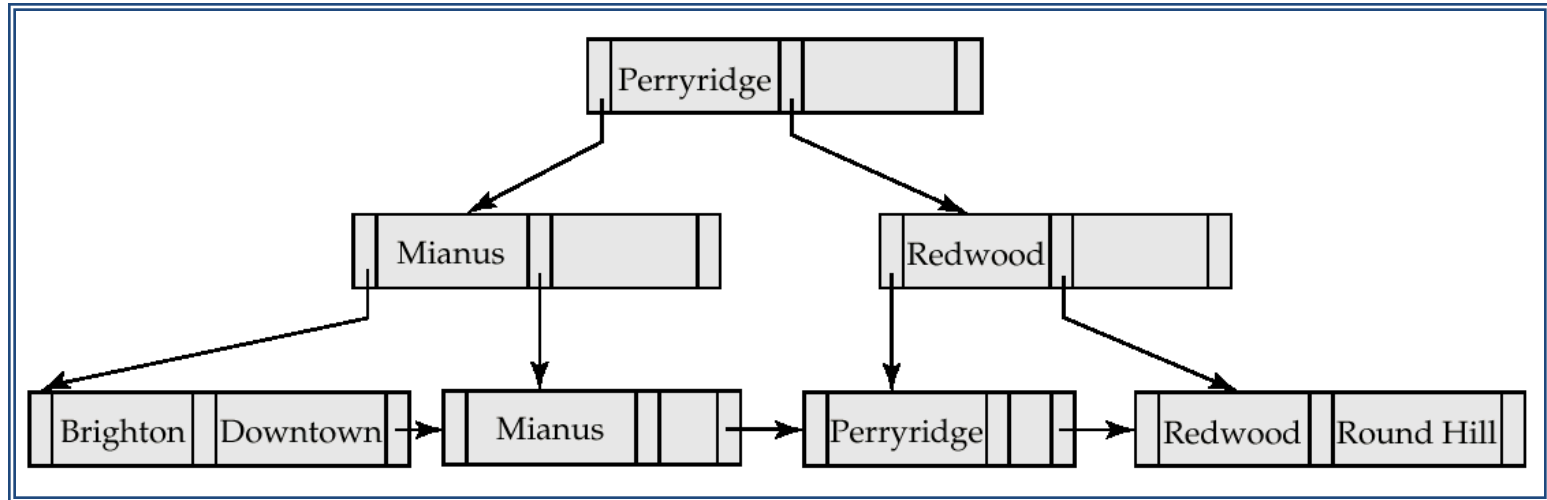 Perryridge
Mianus
Redwood
Brighton Downtown
Mianus
Perryridge
Redwood Round Hill